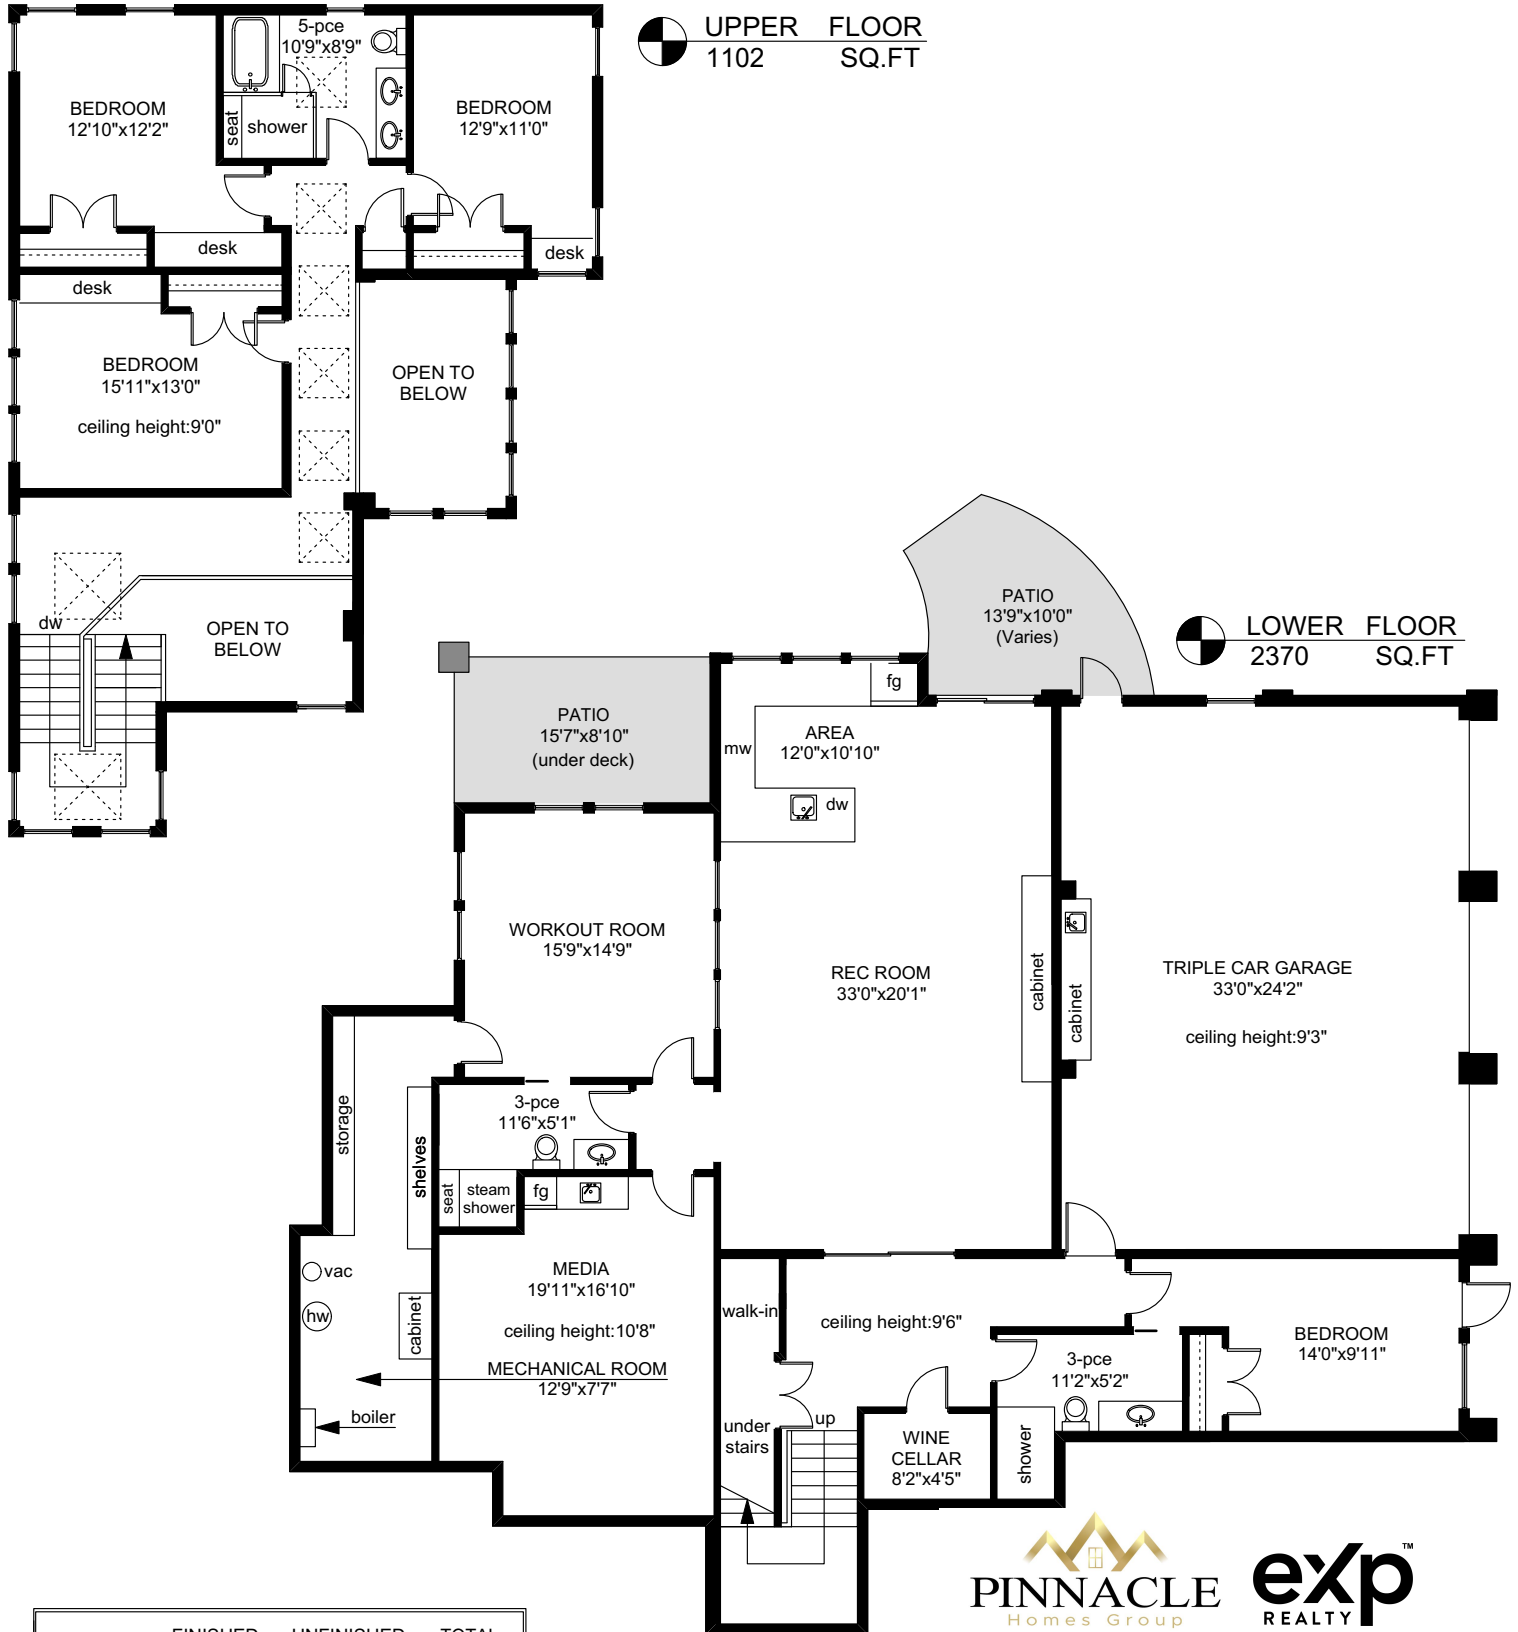 UPPER FLOOR
1102 SQ.FT
5-pce
10'9"x8'9"
BEDROOM
12'10"x12'2"
seat
shower
BEDROOM
12'9"x11'0"
desk
desk
desk
BEDROOM
15'11"x13'0"
ceiling height:9'0"
OPEN TO
BELOW
dw
OPEN TO
BELOW
LOWER FLOOR
2370 SQ.FT
PATIO
13'9"x10'0"
(Varies)
fg
PATIO
15'7"x8'10"
(under deck)
mw
AREA
12'0"x10'10"
dw
WORKOUT ROOM
15'9"x14'9"
REC ROOM
33'0"x20'1"
cabinet
cabinet
TRIPLE CAR GARAGE
33'0"x24'2"
ceiling height:9'3"
storage
shelves
3-pce
11'6"x5'1"
seat
steam
shower
fg
vac
hw
cabinet
MEDIA
19'11"x16'10"
ceiling height:10'8"
MECHANICAL ROOM
12'9"x7'7"
boiler
walk-in
under
stairs
up
ceiling height:9'6"
3-pce
11'2"x5'2"
BEDROOM
14'0"x9'11"
WINE
CELLAR
8'2"x4'5"
shower
PINNACLE
Homes Group
exp™
REALTY
FINISHED UNFINISHED TOTAL